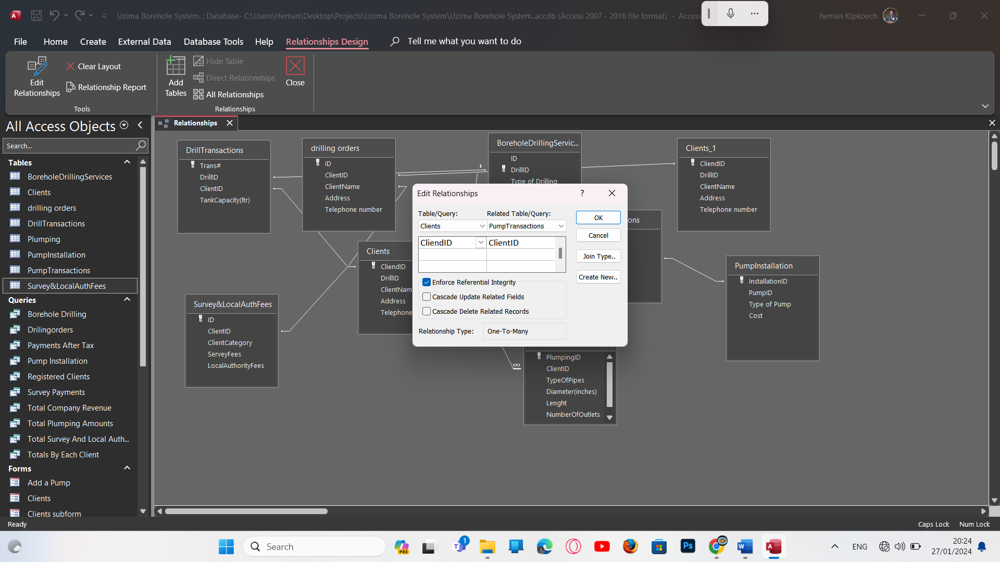 Uzima Borehole System. : Database- C:\Users\Heman\Desktop\Projects\Uzima Borehole System\Uzima Borehole System..accdb (Access 2007 - 2016 file format) - Access
heman Kipkoech
File Home Create External Data Database Tools Help Relationships Design Tell me what you want to do
Edit Relationships
Clear Layout
Relationship Report
Tools
Add Tables
Hide Table
Direct Relationships
All Relationships
Relationships
Close
All Access Objects
Search...
Tables
BoreholeDrillingServices
Clients
drilling orders
DrillTransactions
Plumping
PumpInstallation
PumpTransactions
Survey&LocalAuthFees
Queries
Borehole Drilling
Drilingorders
Payments After Tax
Pump Installation
Registered Clients
Survey Payments
Total Company Revenue
Total Plumping Amounts
Total Survey And Local Auth...
Totals By Each Client
Forms
Add a Pump
Clients
Clients subform
Relationships
DrillTransactions
Trans#
DrillID
ClientID
TankCapacity(ltr)
drilling orders
ID
ClientID
ClientName
Address
Telephone number
1
BoreholeDrillingServic...
ID
DrillID
Type of Drilling
Clients_1
CliendID
DrillID
ClientName
Address
Telephone number
Clients
CliendID
DrillID
ClientNam
Address
Telephone
Survey&LocalAuthFees
ID
ClientID
ClientCategory
ServeyFees
LocalAuthorityFees
ons
PumpInstallation
InstallationID
PumpID
Type of Pump
Cost
∞
PlumpingID
ClientID
TypeOfPipes
Diameter(inches)
Lenght
NumberOfOutlets
Edit Relationships
?
Table/Query: Related Table/Query:
Clients PumpTransactions
CliendID ClientID
Enforce Referential Integrity
Cascade Update Related Fields
Cascade Delete Related Records
Relationship Type: One-To-Many
OK
Cancel
Join Type..
Create New..
Ready
Caps Lock Num Lock
Search
PRE
1
Ps
ENG
20:24
27/01/2024